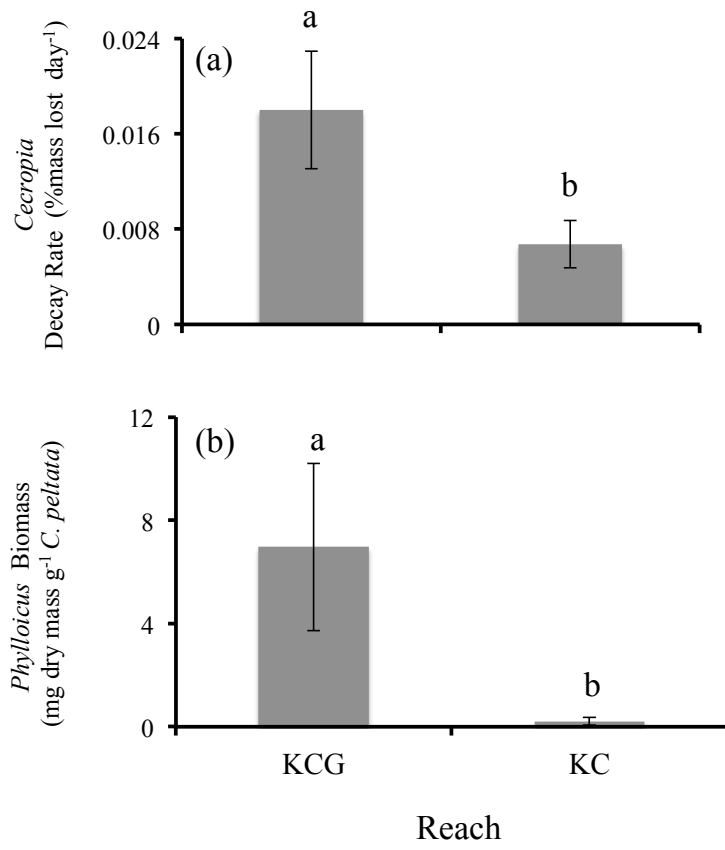 a
0.024
(a)
0.016
b
0.008
0
Cecropia
Decay Rate (%mass lost day⁻¹)
12
(b)
a
8
4
b
0
Phylloicus Biomass
(mg dry mass g⁻¹ C. peltata)
KCG KC
Reach